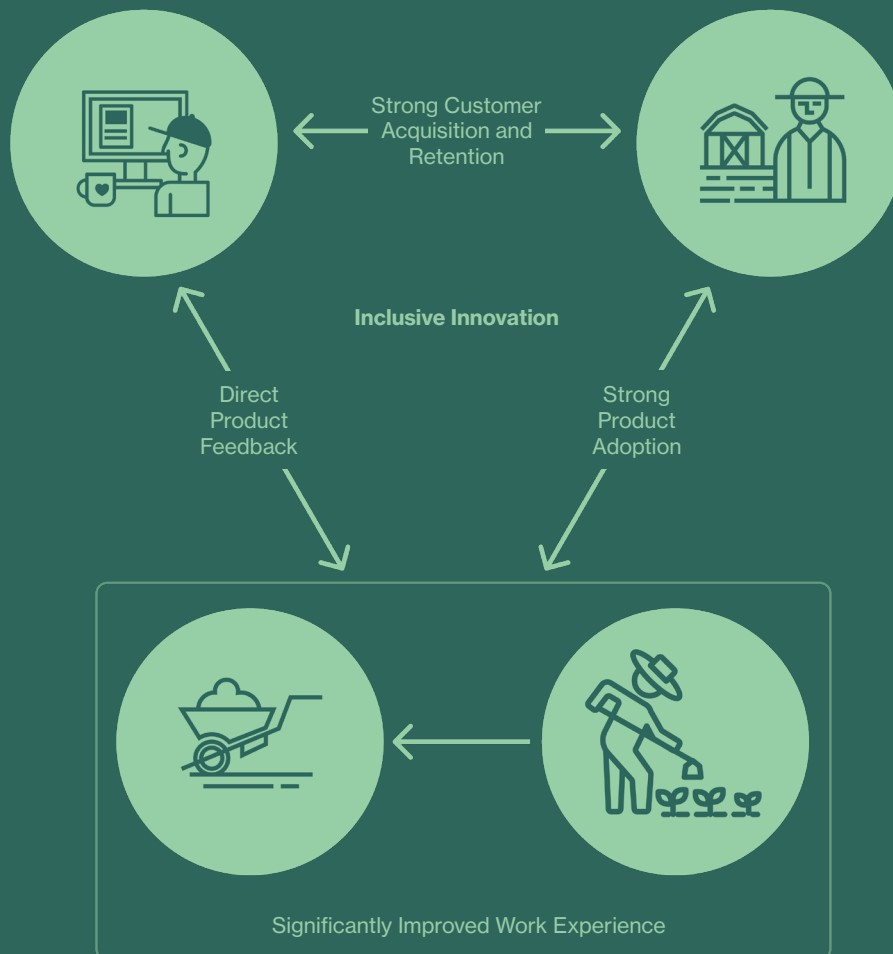 Strong Customer
Acquisition and
Retention
Inclusive Innovation
Direct
Product
Feedback
Strong
Product
Adoption
Significantly Improved Work Experience